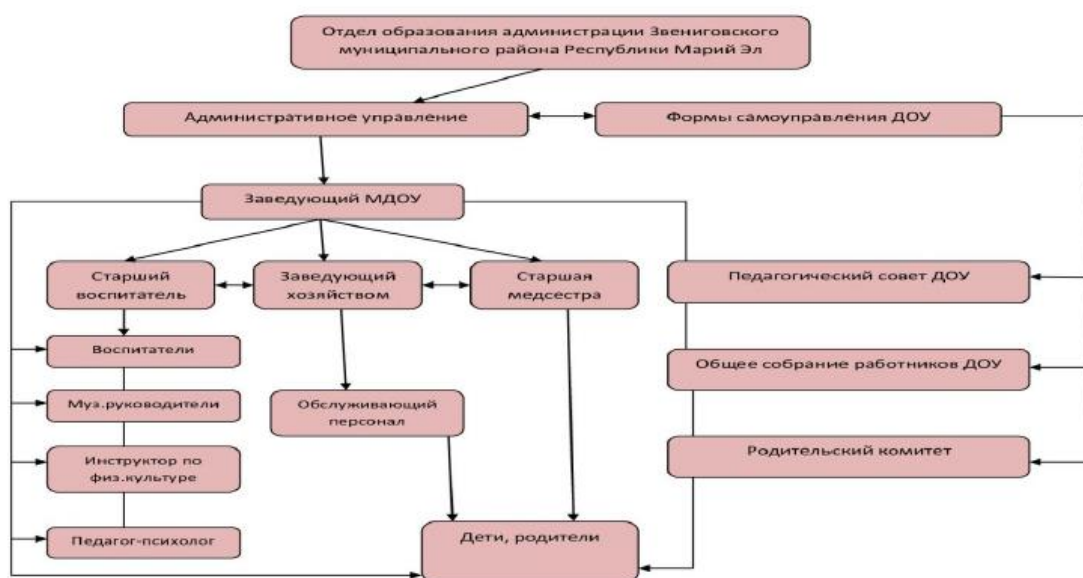 Отдел образования администрации Звениговского
муниципального района Республики Марий Эл
Административное управление
Формы самоуправления ДОУ
Заведующий МДОУ
Старший
воспитатель
Заведующий
хозяйством
Старшая
медсестра
Педагогический совет ДОУ
Воспитатели
Общее собрание работников ДОУ
Муз.руководители
Обслуживающий
персонал
Инструктор по
физ.культуре
Родительский комитет
Педагог-психолог
Дети, родители